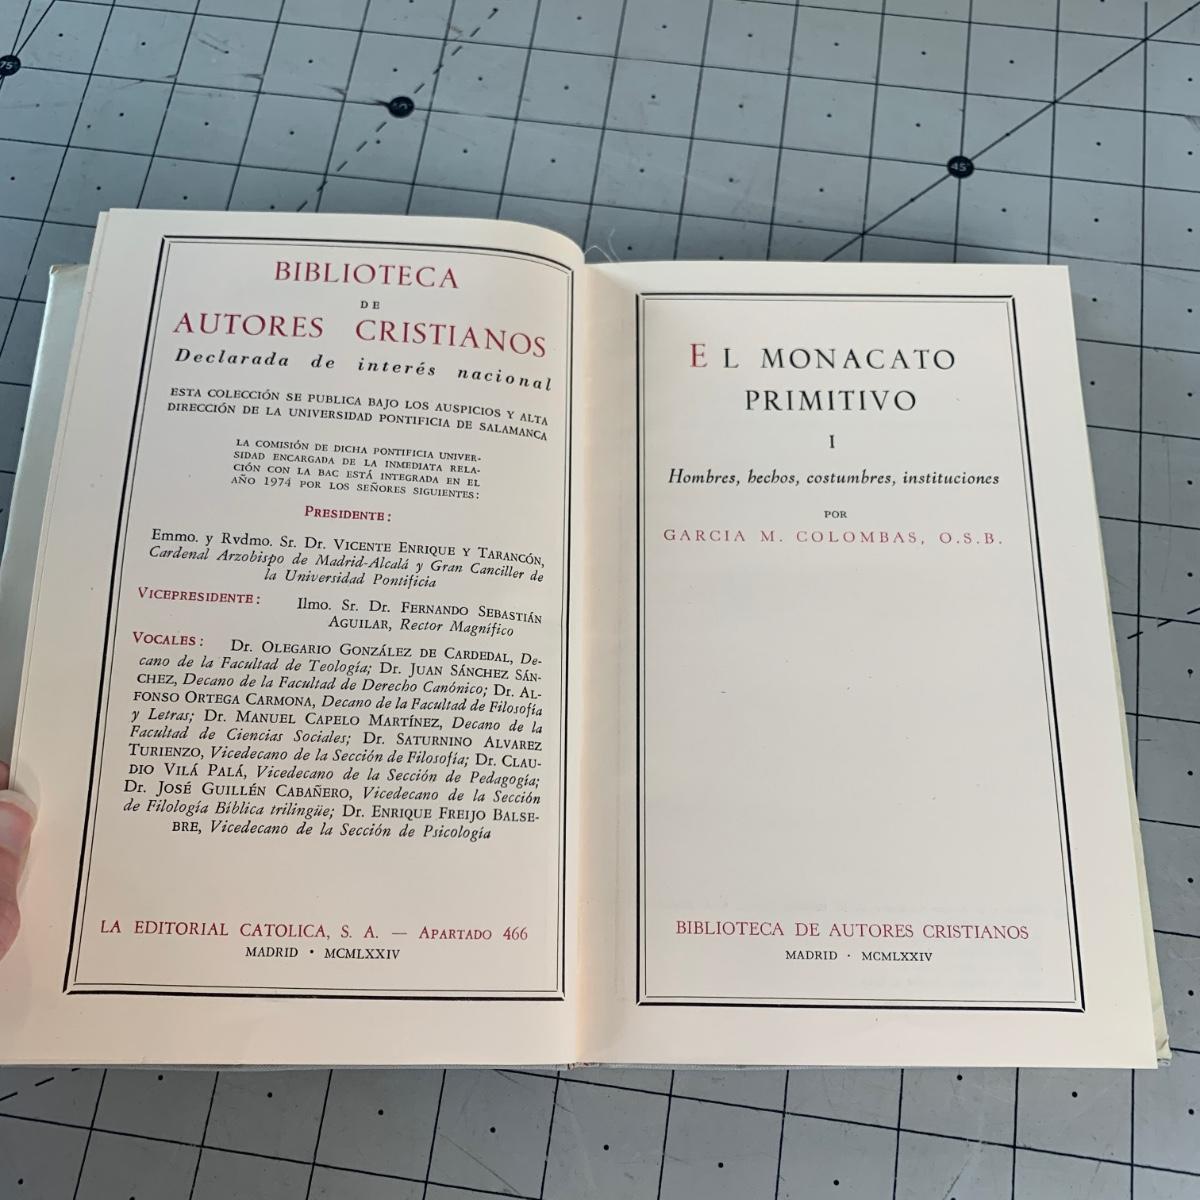 BIBLIOTECA
DE
AUTORES CRISTIANOS
Declarada de interés nacional
ESTA COLECCIÓN SE PUBLICA BAJO LOS AUSPICIOS Y ALTA
DIRECCIÓN DE LA UNIVERSIDAD PONTIFICIA DE SALAMANCA
LA COMISIÓN DE DICHA PONTIFICIA UNIVER-
SIDAD ENCARGADA DE LA INMEDIATA RELA-
CIÓN CON LA BAC ESTÁ INTEGRADA EN EL
AÑO 1974 POR LOS SEÑORES SIGUIENTES:
PRESIDENTE:
Emmo. y Rvdmo. Sr. Dr. VICENTE ENRIQUE Y TARANCÓN,
Cardenal Arzobispo de Madrid-Alcalá y Gran Canciller de
la Universidad Pontificia
VICEPRESIDENTE: Ilmo. Sr. Dr. FERNANDO SEBASTIÁN
AGUILAR, Rector Magnífico
VOCALES: Dr. OLEGARIO GONZÁLEZ DE CARDEDAL, De-
cano de la Facultad de Teología; Dr. JUAN SÁNCHEZ SÁN-
CHEZ, Decano de la Facultad de Derecho Canónico; Dr. AL-
FONSO ORTEGA CARMONA, Decano de la Facultad de Filosofía
y Letras; Dr. MANUEL CAPELO MARTÍNEZ, Decano de la
Facultad de Ciencias Sociales; Dr. SATURNINO ALVAREZ
TURIENZO, Vicedecano de la Sección de Filosofía; Dr. CLAU-
DIO VILÁ PALÁ, Vicedecano de la Sección de Pedagogía;
Dr. JOSÉ GUILLÉN CABAÑERO, Vicedecano de la Sección
de Filología Bíblica trilingüe; Dr. ENRIQUE FREIJO BALSE-
BRE, Vicedecano de la Sección de Psicología
LA EDITORIAL CATOLICA, S. A. — APARTADO 466
MADRID · MCMLXXIV
EL MONACATO
PRIMITIVO
I
Hombres, hechos, costumbres, instituciones
POR
GARCIA M. COLOMBAS, O.S.B.
BIBLIOTECA DE AUTORES CRISTIANOS
MADRID · MCMLXXIV
75°
45°